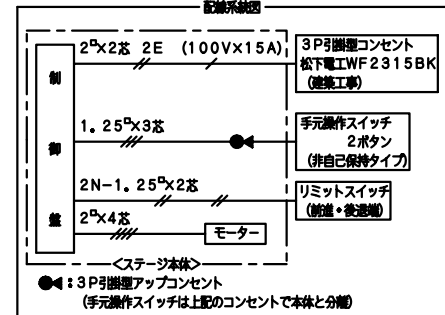 配線系統図
2□×2芯 2E (100V×15A)
3P引掛型コンセント
松下電工WF2315BK
(建築工事)
制
御
盤
1.25□×3芯
手元操作スイッチ
2ボタン
(非自己保持タイプ)
2N-1.25□×2芯
リミットスイッチ
(前進・後退端)
2□×4芯
モーター
<ステージ本体>
:3P引掛型アップコンセント
(手元操作スイッチは上記のコンセントで本体と分離)